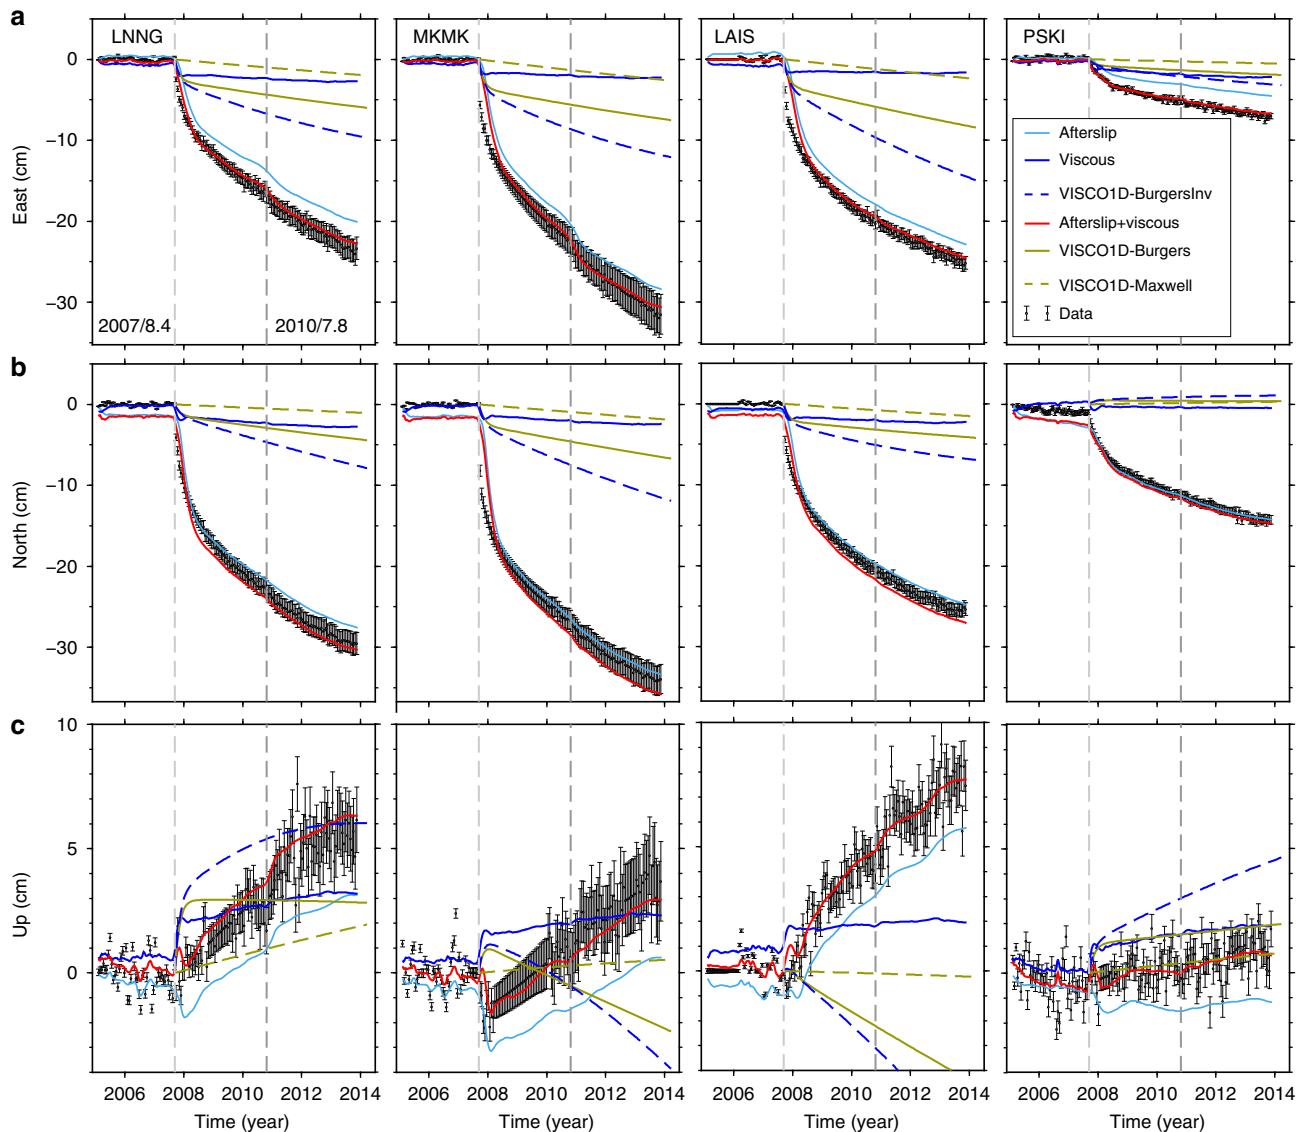 a
LNNG
MKMK
LAIS
PSKI
0
−10
−20
−30
East (cm)
2007/8.4
2010/7.8
Afterslip
Viscous
VISCO1D-BurgersInv
Afterslip+viscous
VISCO1D-Burgers
VISCO1D-Maxwell
Data
b
0
−10
−20
−30
North (cm)
c
10
5
0
Up (cm)
2006 2008 2010 2012 2014
2006 2008 2010 2012 2014
2006 2008 2010 2012 2014
2006 2008 2010 2012 2014
Time (year)
Time (year)
Time (year)
Time (year)